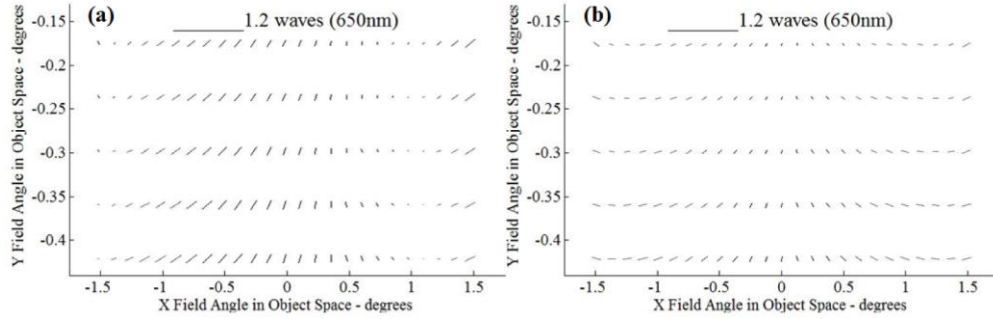 (a)
1.2 waves (650nm)
Y Field Angle in Object Space - degrees
-0.15
-0.2
-0.25
-0.3
-0.35
-0.4
-1.5 -1 -0.5 0 0.5 1 1.5
X Field Angle in Object Space - degrees
(b)
1.2 waves (650nm)
Y Field Angle in Object Space - degrees
-0.15
-0.2
-0.25
-0.3
-0.35
-0.4
-1.5 -1 -0.5 0 0.5 1 1.5
X Field Angle in Object Space - degrees